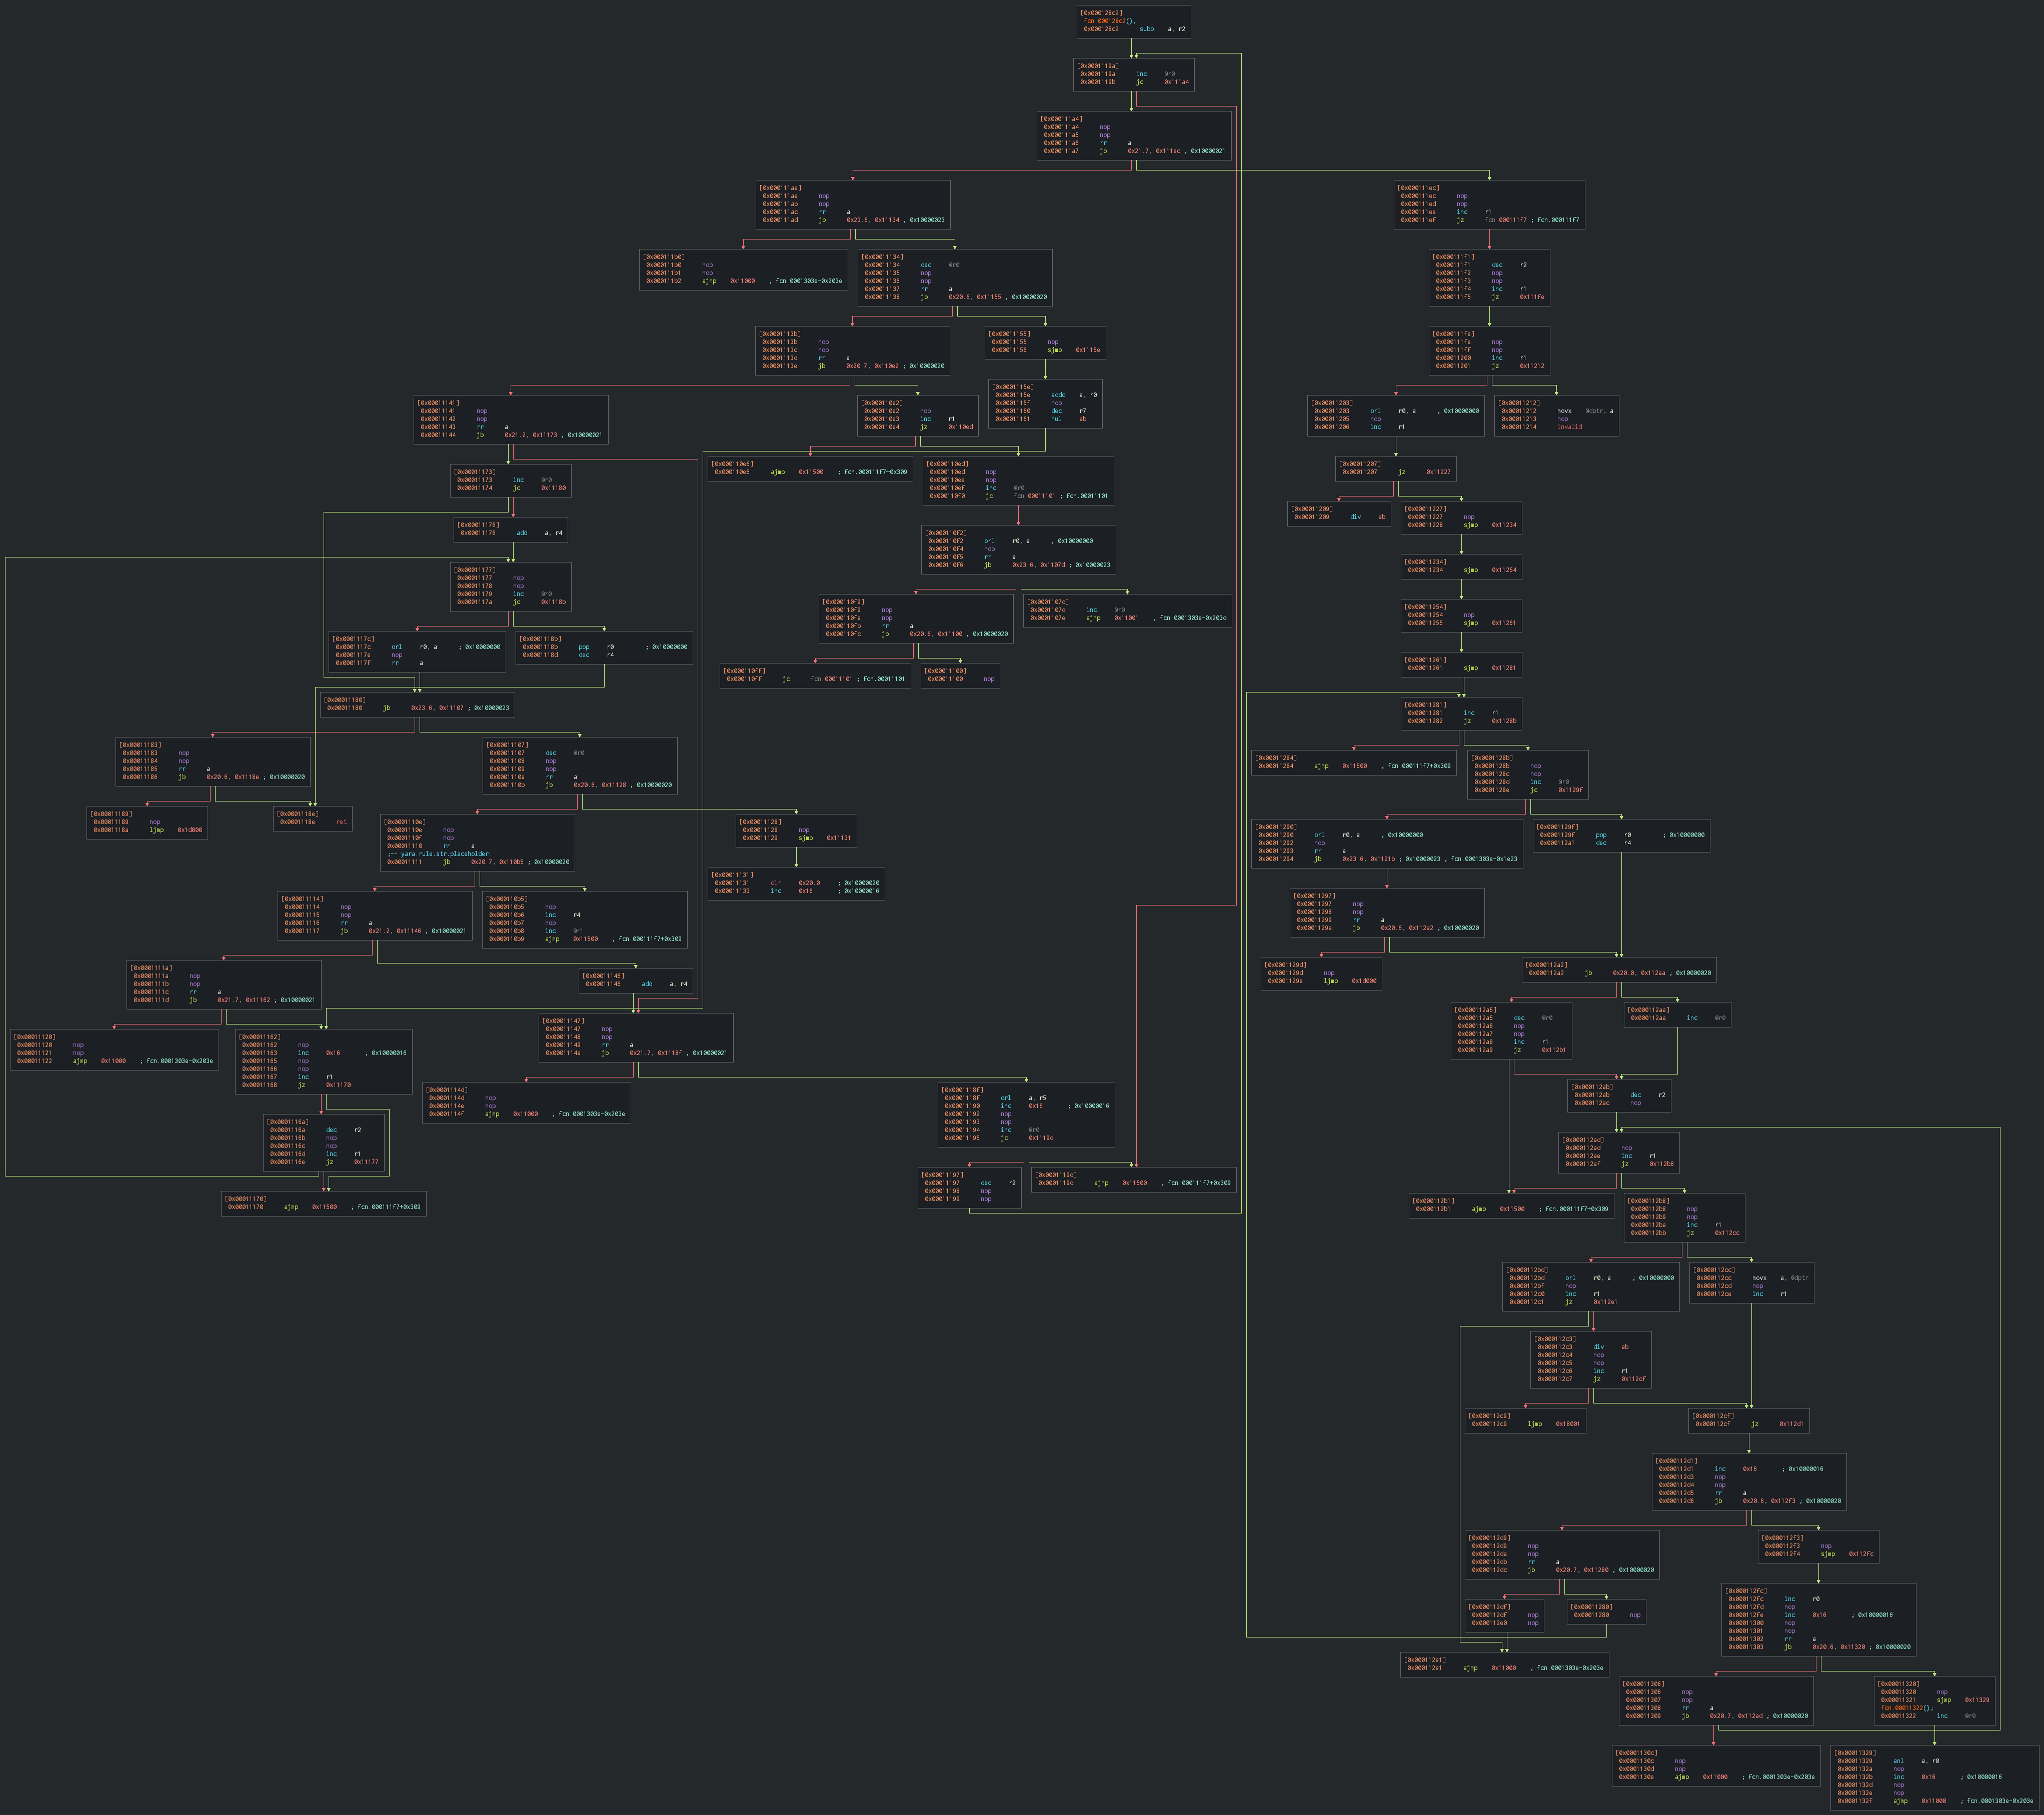 [0x000128c2]
fcn.000128c2();
0x000128c2 subb a, r2
[0x0001119a]
0x0001119a inc @r0
0x0001119b jc 0x111a4
[0x000111a4]
0x000111a4 nop
0x000111a5 nop
0x000111a6 rr a
0x000111a7 jb 0x21.7, 0x111ec ; 0x10000021
[0x000111aa]
0x000111aa nop
0x000111ab nop
0x000111ac rr a
0x000111ad jb 0x23.6, 0x11134 ; 0x10000023
[0x000111ec]
0x000111ec nop
0x000111ed nop
0x000111ee inc r1
0x000111ef jz fcn.000111f7 ; fcn.000111f7
[0x000111b0]
0x000111b0 nop
0x000111b1 nop
0x000111b2 ajmp 0x11000 ; fcn.0001303e-0x203e
[0x00011134]
0x00011134 dec @r0
0x00011135 nop
0x00011136 nop
0x00011137 rr a
0x00011138 jb 0x20.6, 0x11155 ; 0x10000020
[0x000111f1]
0x000111f1 dec r2
0x000111f2 nop
0x000111f3 nop
0x000111f4 inc r1
0x000111f5 jz 0x111fe
[0x0001113b]
0x0001113b nop
0x0001113c nop
0x0001113d rr a
0x0001113e jb 0x20.7, 0x110e2 ; 0x10000020
[0x00011155]
0x00011155 nop
0x00011156 sjmp 0x1115e
[0x000111fe]
0x000111fe nop
0x000111ff nop
0x00011200 inc r1
0x00011201 jz 0x11212
[0x0001115e]
0x0001115e addc a, r0
0x0001115f nop
0x00011160 dec r7
0x00011161 mul ab
[0x00011141]
0x00011141 nop
0x00011142 nop
0x00011143 rr a
0x00011144 jb 0x21.2, 0x11173 ; 0x10000021
[0x000110e2]
0x000110e2 nop
0x000110e3 inc r1
0x000110e4 jz 0x110ed
[0x00011203]
0x00011203 orl r0, a ; 0x10000000
0x00011205 nop
0x00011206 inc r1
[0x00011212]
0x00011212 movx @dptr, a
0x00011213 nop
0x00011214 invalid
[0x000110e6]
0x000110e6 ajmp 0x11500 ; fcn.000111f7+0x309
[0x000110ed]
0x000110ed nop
0x000110ee nop
0x000110ef inc @r0
0x000110f0 jc fcn.00011101 ; fcn.00011101
[0x00011207]
0x00011207 jz 0x11227
[0x00011173]
0x00011173 inc @r0
0x00011174 jc 0x11180
[0x00011209]
0x00011209 div ab
[0x00011227]
0x00011227 nop
0x00011228 sjmp 0x11234
[0x00011176]
0x00011176 add a, r4
[0x000110f2]
0x000110f2 orl r0, a ; 0x10000000
0x000110f4 nop
0x000110f5 rr a
0x000110f6 jb 0x23.6, 0x1107d ; 0x10000023
[0x00011234]
0x00011234 sjmp 0x11254
[0x00011177]
0x00011177 nop
0x00011178 nop
0x00011179 inc @r0
0x0001117a jc 0x1118b
[0x000110f9]
0x000110f9 nop
0x000110fa nop
0x000110fb rr a
0x000110fc jb 0x20.6, 0x11100 ; 0x10000020
[0x0001107d]
0x0001107d inc @r0
0x0001107e ajmp 0x11001 ; fcn.0001303e-0x203d
[0x00011254]
0x00011254 nop
0x00011255 sjmp 0x11261
[0x0001117c]
0x0001117c orl r0, a ; 0x10000000
0x0001117e nop
0x0001117f rr a
[0x0001118b]
0x0001118b pop r0 ; 0x10000000
0x0001118d dec r4
[0x00011261]
0x00011261 sjmp 0x11281
[0x000110ff]
0x000110ff jc fcn.00011101 ; fcn.00011101
[0x00011100]
0x00011100 nop
[0x00011180]
0x00011180 jb 0x23.6, 0x11107 ; 0x10000023
[0x00011281]
0x00011281 inc r1
0x00011282 jz 0x1128b
[0x00011183]
0x00011183 nop
0x00011184 nop
0x00011185 rr a
0x00011186 jb 0x20.6, 0x1118e ; 0x10000020
[0x00011107]
0x00011107 dec @r0
0x00011108 nop
0x00011109 nop
0x0001110a rr a
0x0001110b jb 0x20.6, 0x11128 ; 0x10000020
[0x00011284]
0x00011284 ajmp 0x11500 ; fcn.000111f7+0x309
[0x0001128b]
0x0001128b nop
0x0001128c nop
0x0001128d inc @r0
0x0001128e jc 0x1129f
[0x00011189]
0x00011189 nop
0x0001118a ljmp 0x1d000
[0x0001118e]
0x0001118e ret
[0x0001110e]
0x0001110e nop
0x0001110f nop
0x00011110 rr a
;-- yara.rule.str.placeholder:
0x00011111 jb 0x20.7, 0x110b5 ; 0x10000020
[0x00011128]
0x00011128 nop
0x00011129 sjmp 0x11131
[0x00011290]
0x00011290 orl r0, a ; 0x10000000
0x00011292 nop
0x00011293 rr a
0x00011294 jb 0x23.6, 0x1121b ; 0x10000023 ; fcn.0001303e-0x1e23
[0x0001129f]
0x0001129f pop r0 ; 0x10000000
0x000112a1 dec r4
[0x00011131]
0x00011131 clr 0x20.0 ; 0x10000020
0x00011133 inc 0x16 ; 0x10000016
[0x00011114]
0x00011114 nop
0x00011115 nop
0x00011116 rr a
0x00011117 jb 0x21.2, 0x11146 ; 0x10000021
[0x000110b5]
0x000110b5 nop
0x000110b6 inc r4
0x000110b7 nop
0x000110b8 inc @r1
0x000110b9 ajmp 0x11500 ; fcn.000111f7+0x309
[0x00011297]
0x00011297 nop
0x00011298 nop
0x00011299 rr a
0x0001129a jb 0x20.6, 0x112a2 ; 0x10000020
[0x0001111a]
0x0001111a nop
0x0001111b nop
0x0001111c rr a
0x0001111d jb 0x21.7, 0x11162 ; 0x10000021
[0x00011146]
0x00011146 add a, r4
[0x0001129d]
0x0001129d nop
0x0001129e ljmp 0x1d000
[0x000112a2]
0x000112a2 jb 0x20.0, 0x112aa ; 0x10000020
[0x000112a5]
0x000112a5 dec @r0
0x000112a6 nop
0x000112a7 nop
0x000112a8 inc r1
0x000112a9 jz 0x112b1
[0x000112aa]
0x000112aa inc @r0
[0x00011120]
0x00011120 nop
0x00011121 nop
0x00011122 ajmp 0x11000 ; fcn.0001303e-0x203e
[0x00011162]
0x00011162 nop
0x00011163 inc 0x16 ; 0x10000016
0x00011165 nop
0x00011166 nop
0x00011167 inc r1
0x00011168 jz 0x11170
[0x00011147]
0x00011147 nop
0x00011148 nop
0x00011149 rr a
0x0001114a jb 0x21.7, 0x1118f ; 0x10000021
[0x0001114d]
0x0001114d nop
0x0001114e nop
0x0001114f ajmp 0x11000 ; fcn.0001303e-0x203e
[0x0001118f]
0x0001118f orl a, r5
0x00011190 inc 0x16 ; 0x10000016
0x00011192 nop
0x00011193 nop
0x00011194 inc @r0
0x00011195 jc 0x1119d
[0x000112ab]
0x000112ab dec r2
0x000112ac nop
[0x0001116a]
0x0001116a dec r2
0x0001116b nop
0x0001116c nop
0x0001116d inc r1
0x0001116e jz 0x11177
[0x000112ad]
0x000112ad nop
0x000112ae inc r1
0x000112af jz 0x112b8
[0x00011197]
0x00011197 dec r2
0x00011198 nop
0x00011199 nop
[0x0001119d]
0x0001119d ajmp 0x11500 ; fcn.000111f7+0x309
[0x00011170]
0x00011170 ajmp 0x11500 ; fcn.000111f7+0x309
[0x000112b1]
0x000112b1 ajmp 0x11500 ; fcn.000111f7+0x309
[0x000112b8]
0x000112b8 nop
0x000112b9 nop
0x000112ba inc r1
0x000112bb jz 0x112cc
[0x000112bd]
0x000112bd orl r0, a ; 0x10000000
0x000112bf nop
0x000112c0 inc r1
0x000112c1 jz 0x112e1
[0x000112cc]
0x000112cc movx a, @dptr
0x000112cd nop
0x000112ce inc r1
[0x000112c3]
0x000112c3 div ab
0x000112c4 nop
0x000112c5 nop
0x000112c6 inc r1
0x000112c7 jz 0x112cf
[0x000112c9]
0x000112c9 ljmp 0x18001
[0x000112cf]
0x000112cf jz 0x112d1
[0x000112d1]
0x000112d1 inc 0x16 ; 0x10000016
0x000112d3 nop
0x000112d4 nop
0x000112d5 rr a
0x000112d6 jb 0x20.6, 0x112f3 ; 0x10000020
[0x000112d9]
0x000112d9 nop
0x000112da nop
0x000112db rr a
0x000112dc jb 0x20.7, 0x11280 ; 0x10000020
[0x000112f3]
0x000112f3 nop
0x000112f4 sjmp 0x112fc
[0x000112df]
0x000112df nop
0x000112e0 nop
[0x00011280]
0x00011280 nop
[0x000112fc]
0x000112fc inc r0
0x000112fd nop
0x000112fe inc 0x16 ; 0x10000016
0x00011300 nop
0x00011301 nop
0x00011302 rr a
0x00011303 jb 0x20.6, 0x11320 ; 0x10000020
[0x000112e1]
0x000112e1 ajmp 0x11000 ; fcn.0001303e-0x203e
[0x00011306]
0x00011306 nop
0x00011307 nop
0x00011308 rr a
0x00011309 jb 0x20.7, 0x112ad ; 0x10000020
[0x00011320]
0x00011320 nop
0x00011321 sjmp 0x11329
fcn.00011322();
0x00011322 inc @r0
[0x0001130c]
0x0001130c nop
0x0001130d nop
0x0001130e ajmp 0x11000 ; fcn.0001303e-0x203e
[0x00011329]
0x00011329 anl a, r0
0x0001132a nop
0x0001132b inc 0x16 ; 0x10000016
0x0001132d nop
0x0001132e nop
0x0001132f ajmp 0x11000 ; fcn.0001303e-0x203e